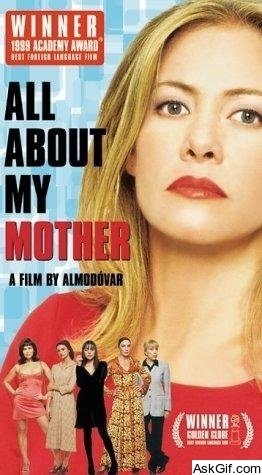 WINNER
1999 ACADEMY AWARD®
BEST FOREIGN LANGUAGE FILM
ALL
ABOUT
MY
MOTHER
A FILM BY ALMODÓVAR
WINNER
GOLDEN GLOBE
AskGif.com